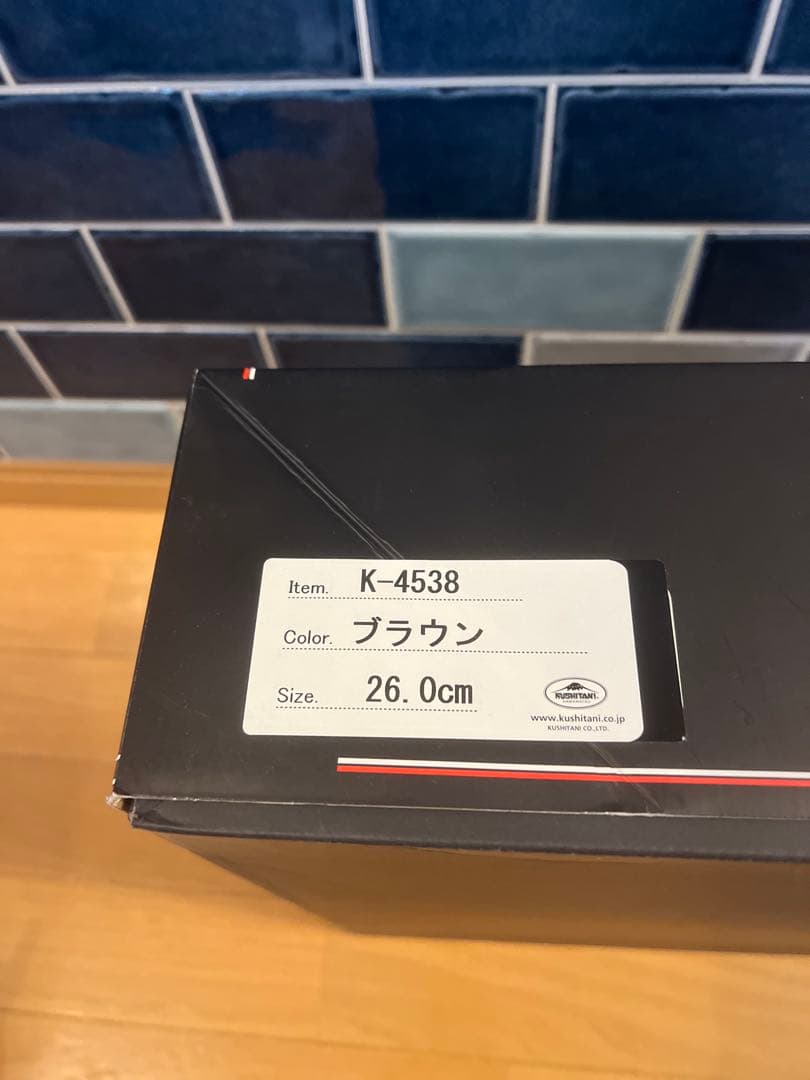 Item. K-4538
Color. ブラウン
Size. 26.0cm
KUSHITANI
www.kushitani.co.jp
KUSHITANI CO.,LTD.